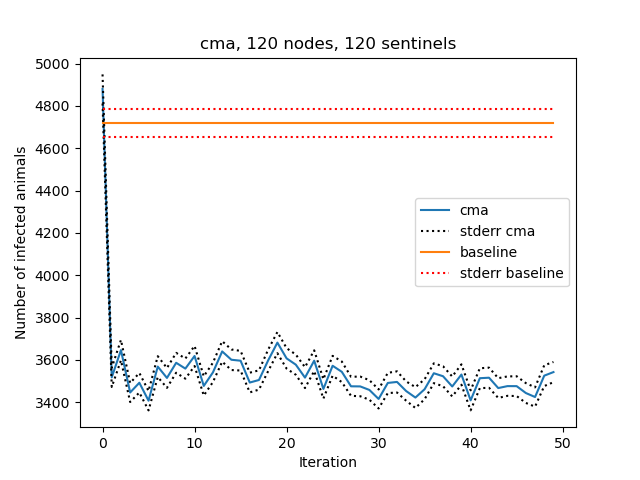 cma, 120 nodes, 120 sentinels
Number of infected animals
5000
4800
4600
4400
4200
4000
3800
3600
3400
cma
stderr cma
baseline
stderr baseline
0
10
20
30
40
50
Iteration